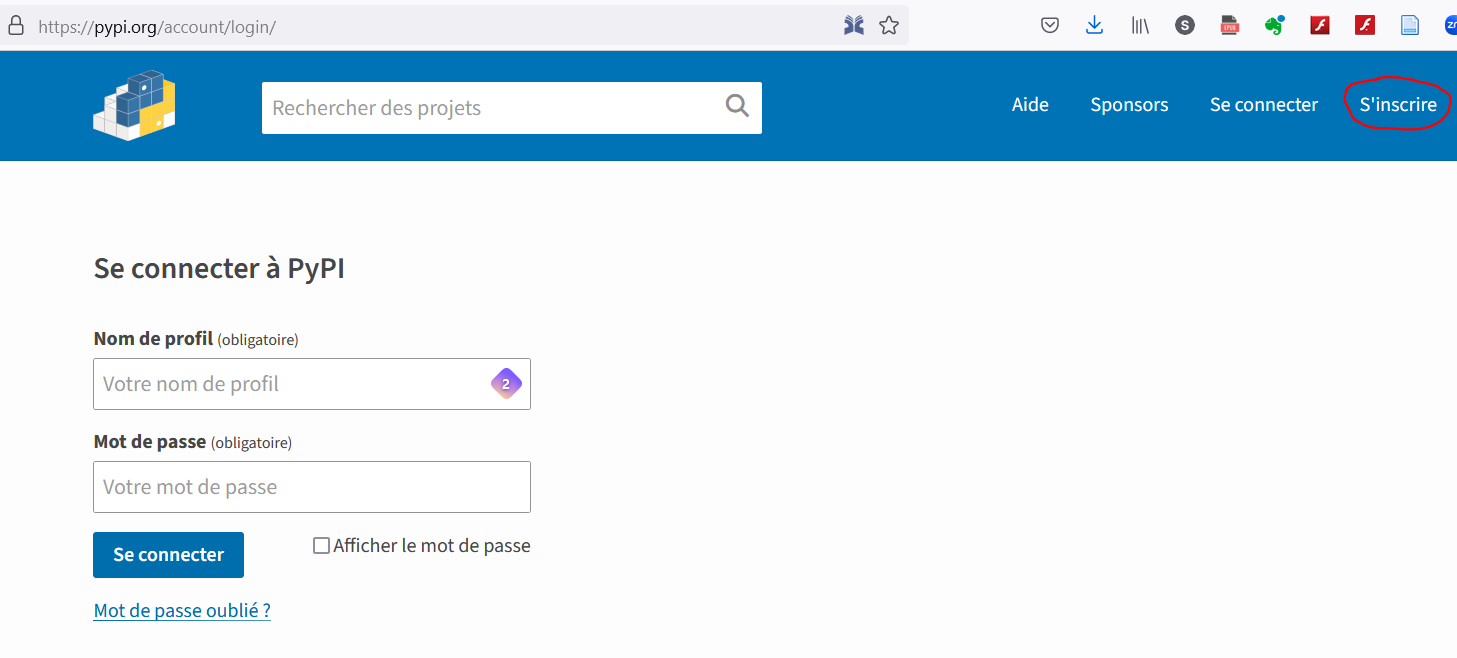 https://pypi.org/account/login/
S
EPUB
Rechercher des projets
Aide Sponsors Se connecter S'inscrire
Se connecter à PyPI
Nom de profil (obligatoire)
Votre nom de profil
2
Mot de passe (obligatoire)
Votre mot de passe
Se connecter Afficher le mot de passe
Mot de passe oublié ?